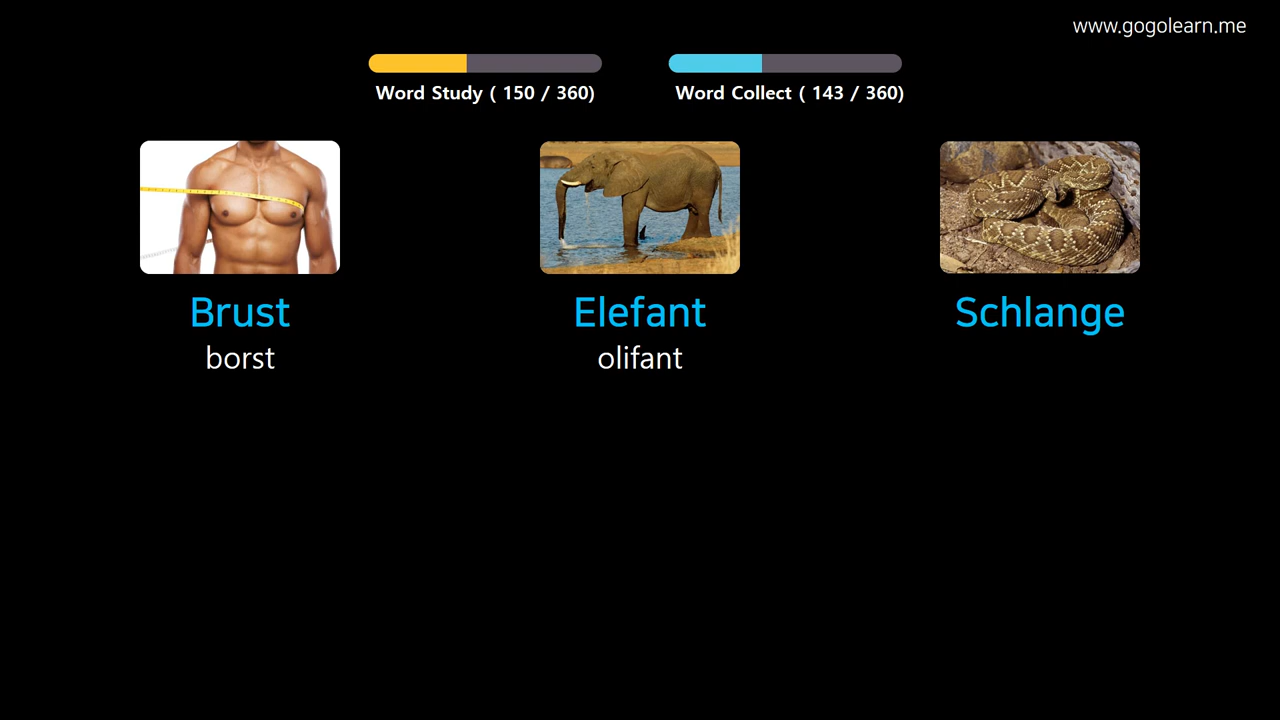 www.gogolearn.me
Word Study ( 150 / 360)
Word Collect ( 143 / 360)
Brust
Elefant
Schlange
borst
olifant